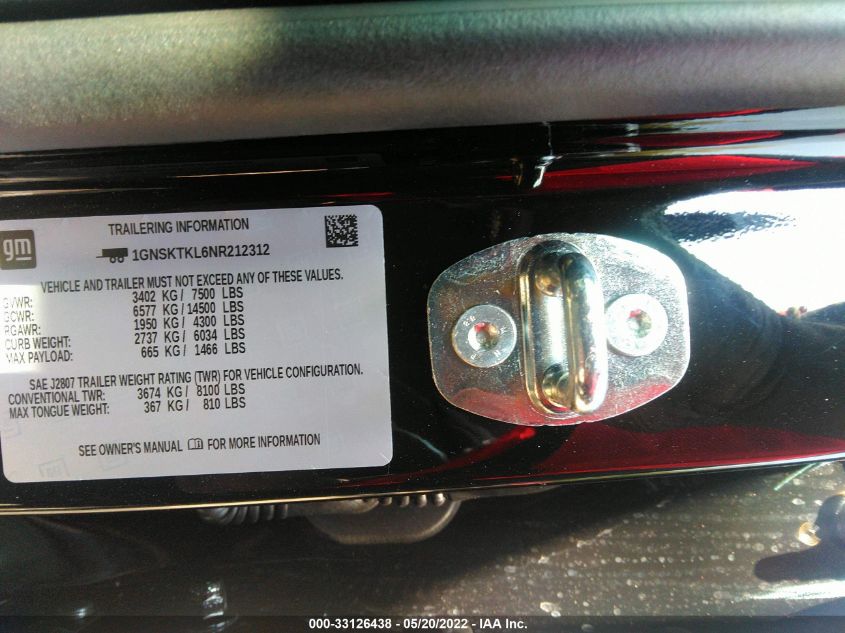 gm
TRAILERING INFORMATION
1GNSKTKL6NR212312
VEHICLE AND TRAILER MUST NOT EXCEED ANY OF THESE VALUES.
GVWR: 3402 KG/ 7500 LBS
GCWR: 6577 KG/ 14500 LBS
RGAWR: 1950 KG/ 4300 LBS
CURB WEIGHT: 2737 KG/ 6034 LBS
MAX PAYLOAD: 665 KG/ 1466 LBS
SAE J2807 TRAILER WEIGHT RATING (TWR) FOR VEHICLE CONFIGURATION.
CONVENTIONAL TWR: 3674 KG/ 8100 LBS
MAX TONGUE WEIGHT: 367 KG/ 810 LBS
SEE OWNER'S MANUAL FOR MORE INFORMATION
000-33126438 - 05/20/2022 - IAA Inc.